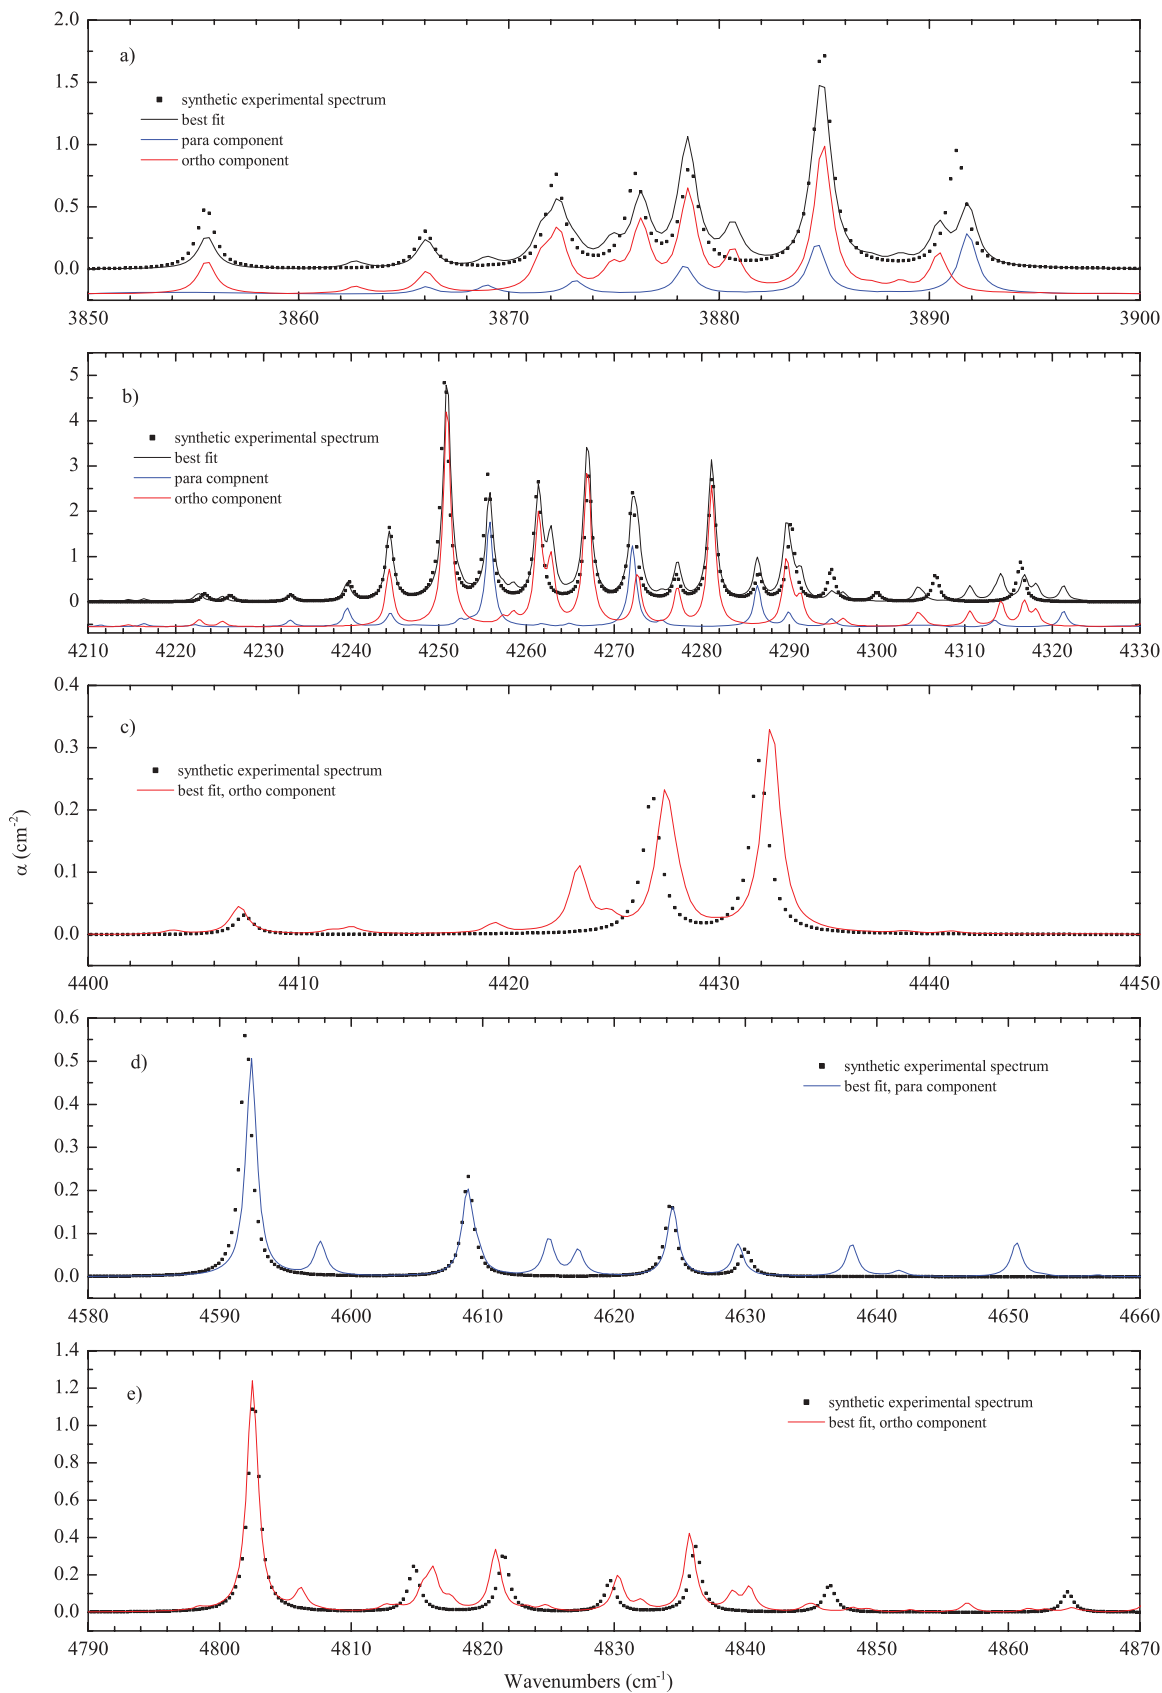 2.0
a)
1.5
synthetic experimental spectrum
best fit
para component
ortho component
1.0
0.5
0.0
3850 3860 3870 3880 3890 3900
5
b)
4
synthetic experimental spectrum
best fit
para compnent
ortho component
3
2
1
0
4210 4220 4230 4240 4250 4260 4270 4280 4290 4300 4310 4320 4330
0.4
c)
0.3
synthetic experimental spectrum
best fit, ortho component
0.2
0.1
0.0
4400 4410 4420 4430 4440 4450
α (cm-2)
0.6
d)
0.5
synthetic experimental spectrum
best fit, para component
0.4
0.3
0.2
0.1
0.0
4580 4590 4600 4610 4620 4630 4640 4650 4660
1.4
e)
1.2
synthetic experimental spectrum
best fit, ortho component
1.0
0.8
0.6
0.4
0.2
0.0
4790 4800 4810 4820 4830 4840 4850 4860 4870
Wavenumbers (cm-1)